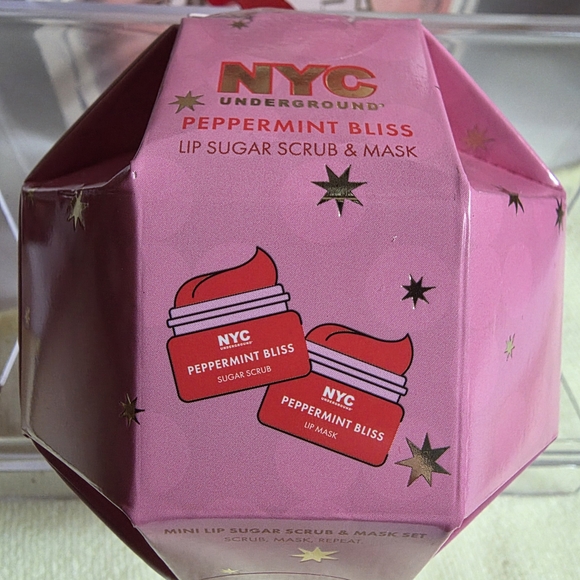 NYC
UNDERGROUND
PEPPERMINT BLISS
LIP SUGAR SCRUB & MASK
NYC
UNDERGROUND
PEPPERMINT BLISS
SUGAR SCRUB
NYC
UNDERGROUND
PEPPERMINT BLISS
LIP MASK
MINI LIP SUGAR SCRUB & MASK SET
SCRUB, MASK, REPEAT